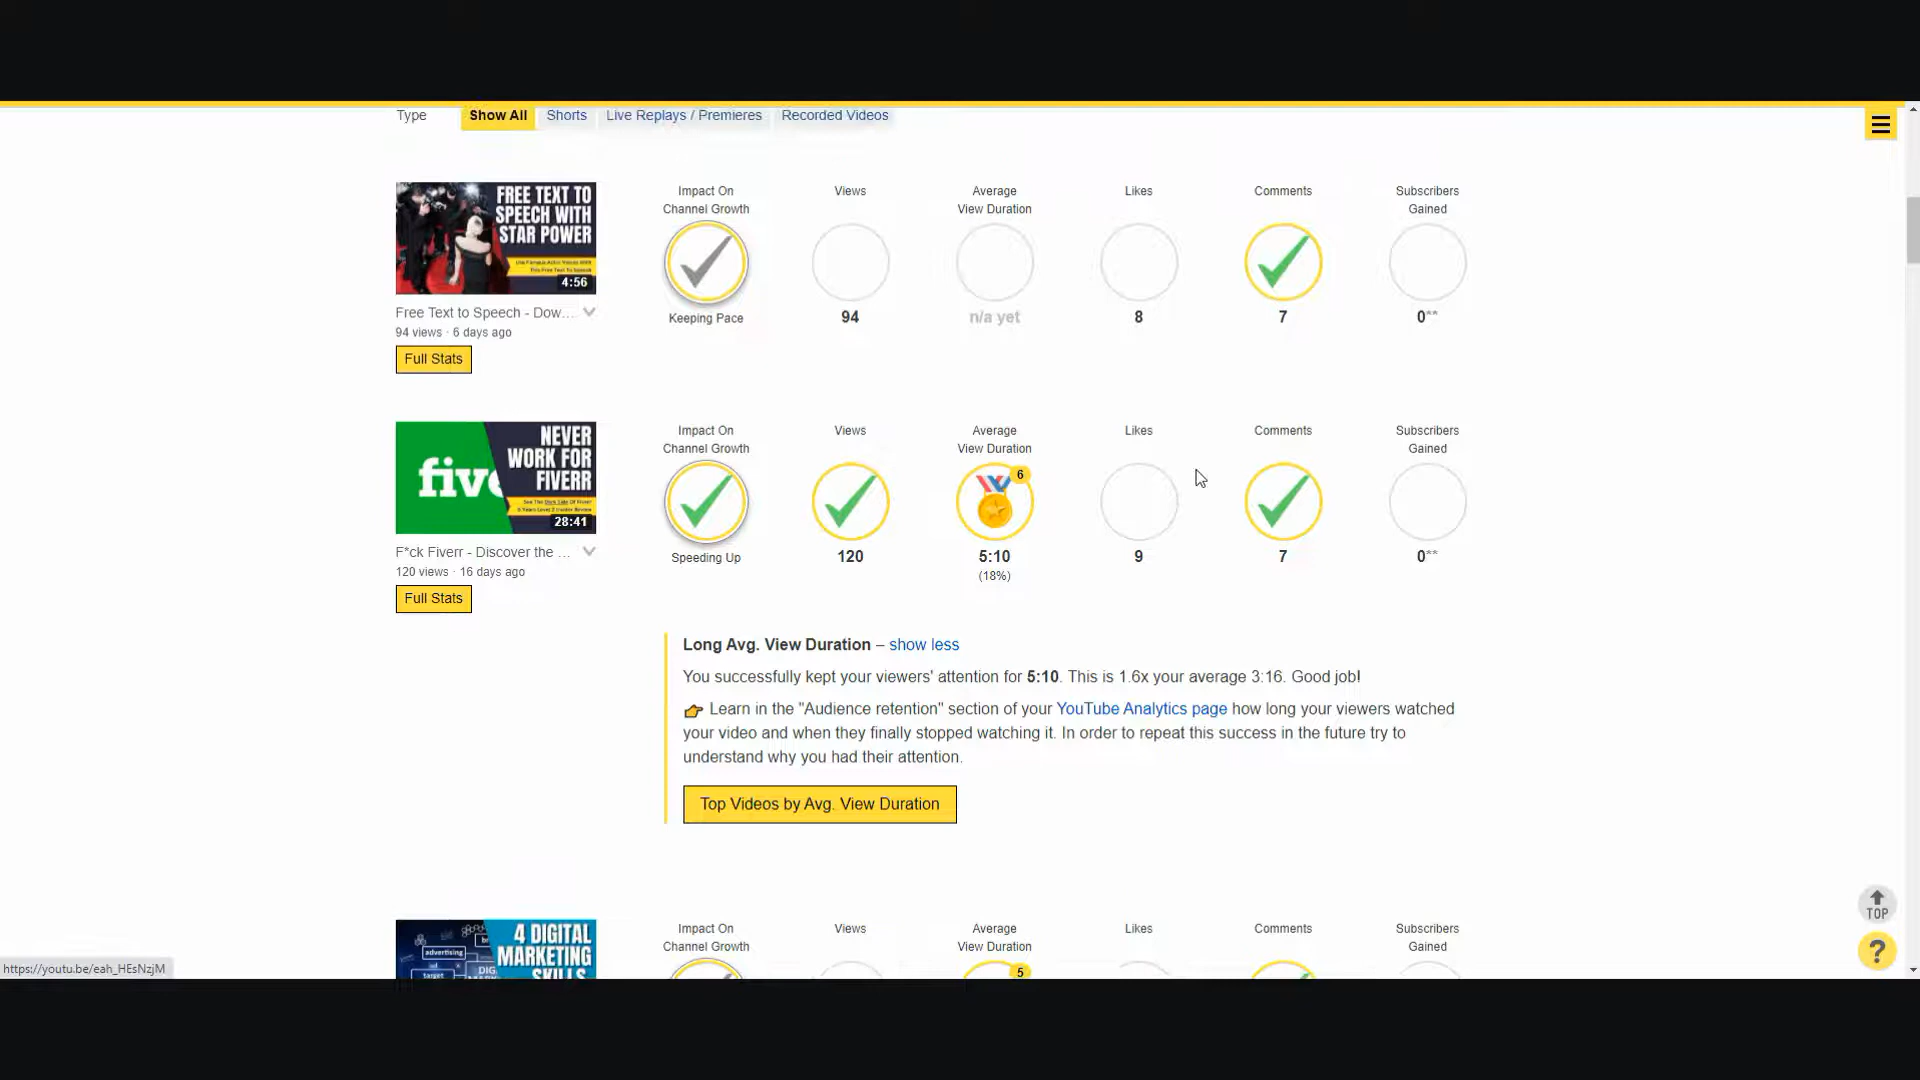 Type Show All Shorts Live Replays / Premieres Recorded Videos
FREE TEXT TO
SPEECH WITH
STAR POWER
4:56
Free Text to Speech - Dow...
94 views · 6 days ago
Full Stats
Impact On
Channel Growth
Keeping Pace
Views
94
Average
View Duration
n/a yet
Likes
8
Comments
7
Subscribers
Gained
0**
five
NEVER
WORK FOR
FIVERR
28:41
F*ck Fiverr - Discover the ...
120 views · 16 days ago
Full Stats
Impact On
Channel Growth
Speeding Up
Views
120
Average
View Duration
6
5:10
(18%)
Likes
9
Comments
7
Subscribers
Gained
0**
Long Avg. View Duration – show less
You successfully kept your viewers' attention for 5:10. This is 1.6x your average 3:16. Good job!
Learn in the "Audience retention" section of your YouTube Analytics page how long your viewers watched
your video and when they finally stopped watching it. In order to repeat this success in the future try to
understand why you had their attention.
Top Videos by Avg. View Duration
advertising
target
4 DIGITAL
MARKETING
SKILLS
Impact On
Channel Growth
Views
Average
View Duration
5
Likes
Comments
Subscribers
Gained
TOP
?
https://youtu.be/eah_HEsNzjM